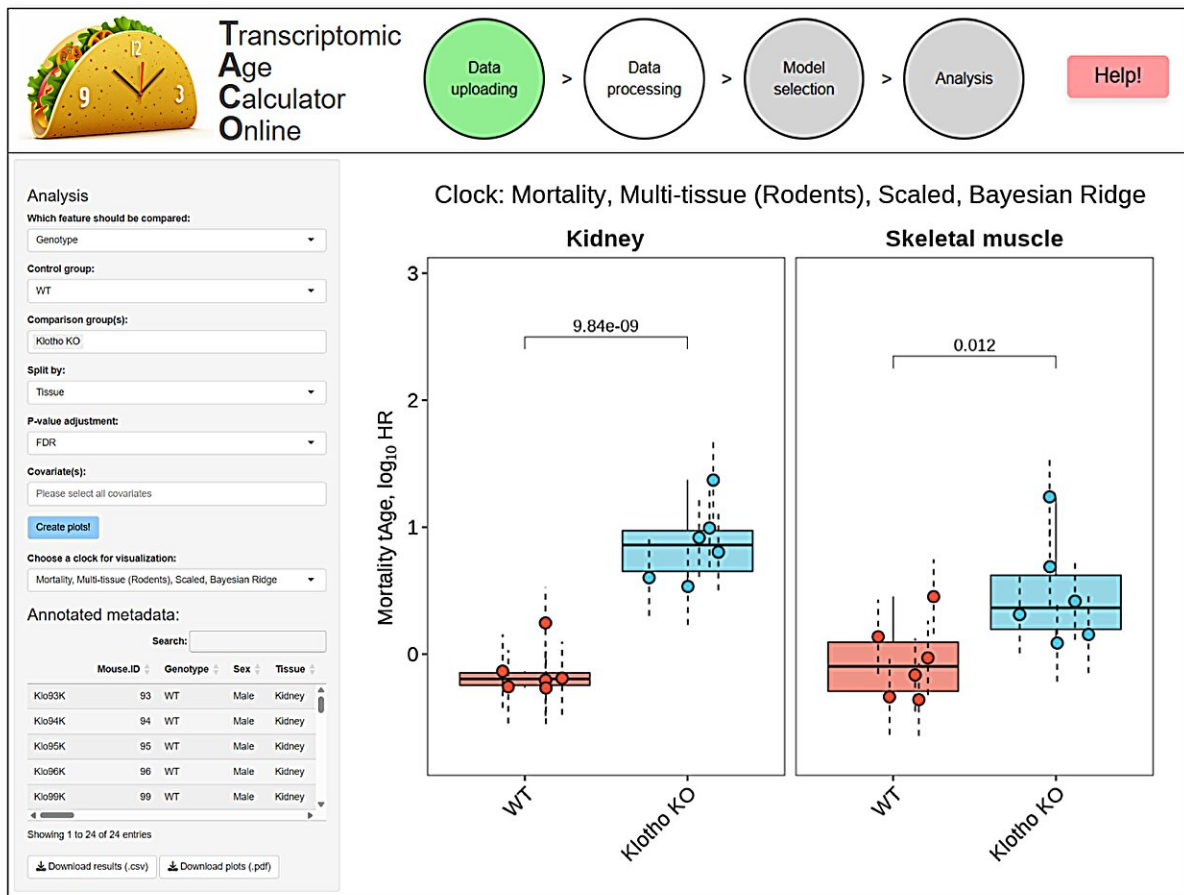 12
9
3
Transcriptomic
Age
Calculator
Online
Data
uploading
>
Data
processing
>
Model
selection
>
Analysis
Help!
Analysis
Which feature should be compared:
Genotype
Control group:
WT
Comparison group(s):
Klotho KO
Split by:
Tissue
P-value adjustment:
FDR
Covariate(s):
Please select all covariates
Create plots!
Choose a clock for visualization:
Mortality, Multi-tissue (Rodents), Scaled, Bayesian Ridge
Annotated metadata:
Search:
Mouse.ID Genotype Sex Tissue
Klo93K 93 WT Male Kidney
Klo94K 94 WT Male Kidney
Klo95K 95 WT Male Kidney
Klo96K 96 WT Male Kidney
Klo99K 99 WT Male Kidney
Showing 1 to 24 of 24 entries
Download results (.csv) Download plots (.pdf)
Clock: Mortality, Multi-tissue (Rodents), Scaled, Bayesian Ridge
Kidney Skeletal muscle
Mortality tAge, log₁₀ HR
3
2
1
0
9.84e-09
0.012
WT Klotho KO WT Klotho KO